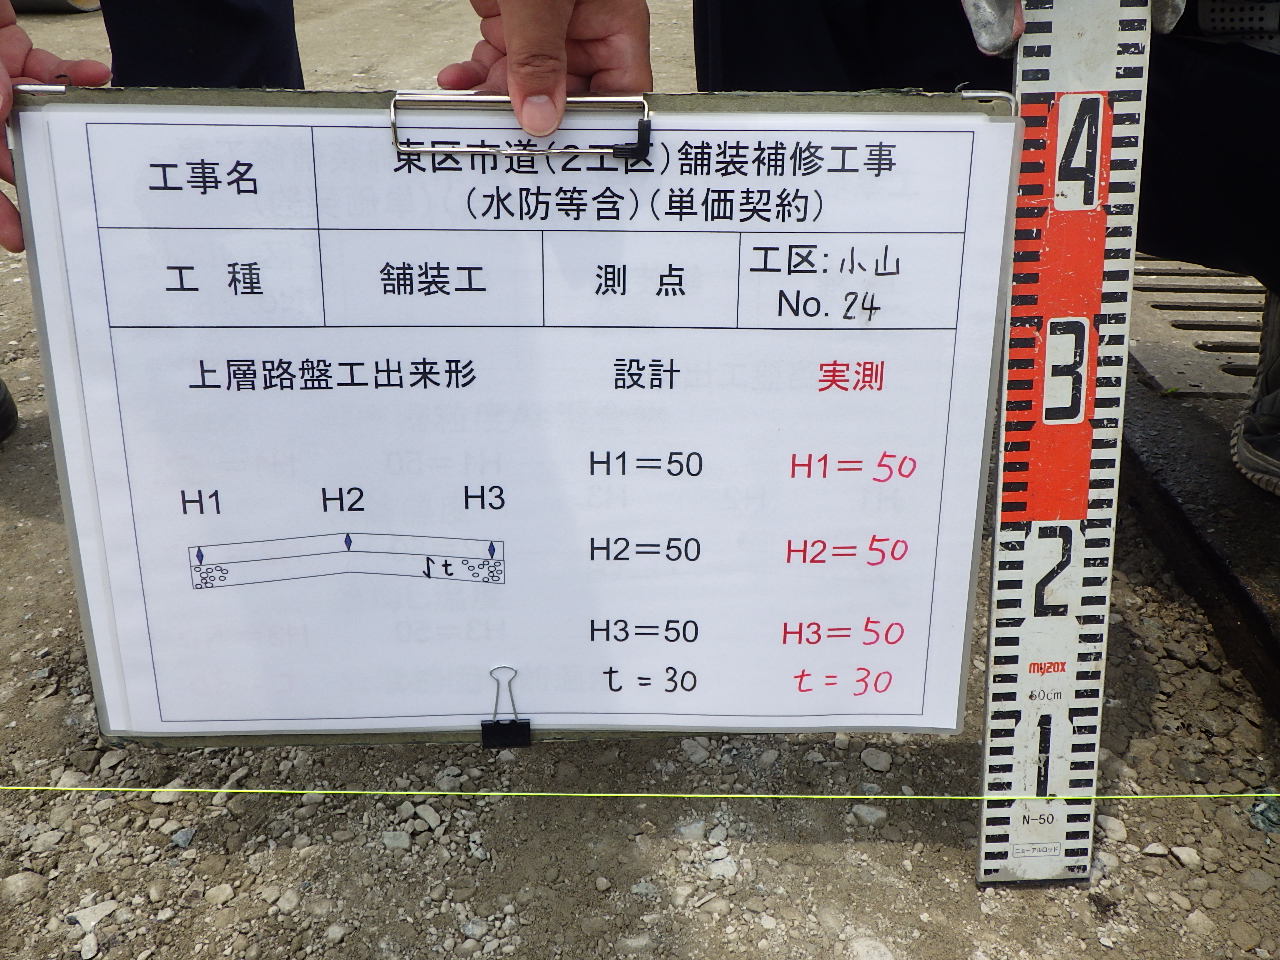 工事名
東区市道(2工区)舗装補修工事
(水防等含)(単価契約)
工 種
舗装工
測 点
工区:小山
No. 24
上層路盤工出来形
設計
実測
H1 H2 H3
t
H1=50
H1=50
H2=50
H2=50
H3=50
H3=50
t=30
t=30
4
3
2
myzox
50cm
1
N-50
ニューアルロッド